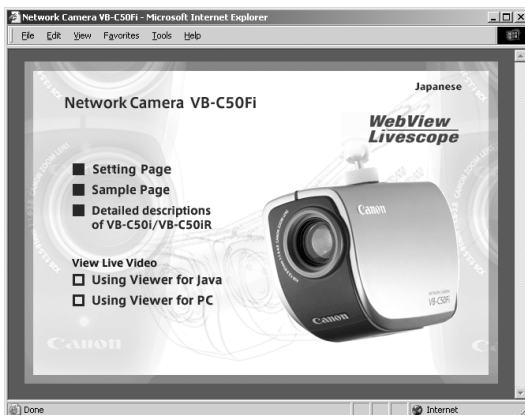 Network Camera VB-C50Fi - Microsoft Internet Explorer
File Edit View Favorites Tools Help
Japanese
Network Camera VB-C50Fi
WebView
Livescope
Setting Page
Sample Page
Detailed descriptions
of VB-C50i/VB-C50iR
View Live Video
Using Viewer for Java
Using Viewer for PC
Canon
NETWORK CAMERA
VB-C50Fi
Canon
Canon
Done Internet